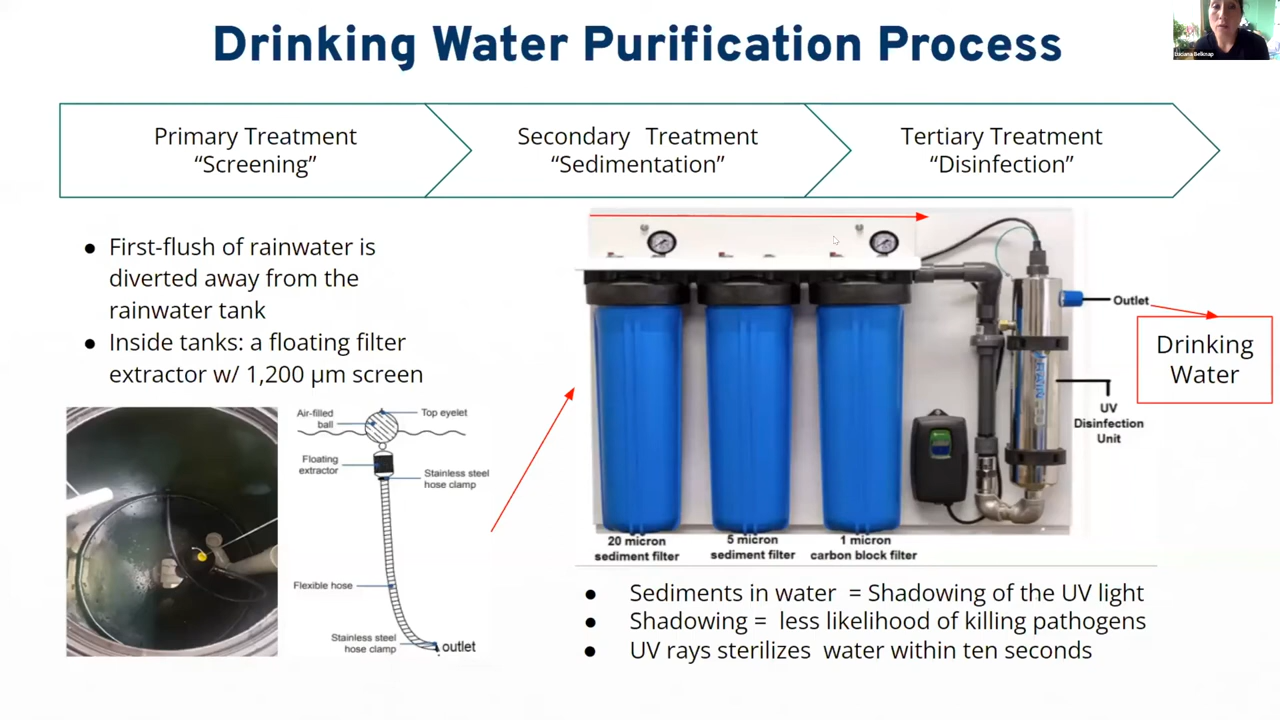 Drinking Water Purification Process
Luciana Belknap
Primary Treatment
“Screening”
Secondary Treatment
“Sedimentation”
Tertiary Treatment
“Disinfection”
● First-flush of rainwater is
diverted away from the
rainwater tank
● Inside tanks: a floating filter
extractor w/ 1,200 µm screen
Air-filled
ball
Top eyelet
Floating
extractor
Stainless steel
hose clamp
Flexible hose
Stainless steel
hose clamp
outlet
Outlet
Drinking
Water
UV
Disinfection
Unit
20 micron
sediment filter
5 micron
sediment filter
1 micron
carbon block filter
● Sediments in water = Shadowing of the UV light
● Shadowing = less likelihood of killing pathogens
● UV rays sterilizes water within ten seconds